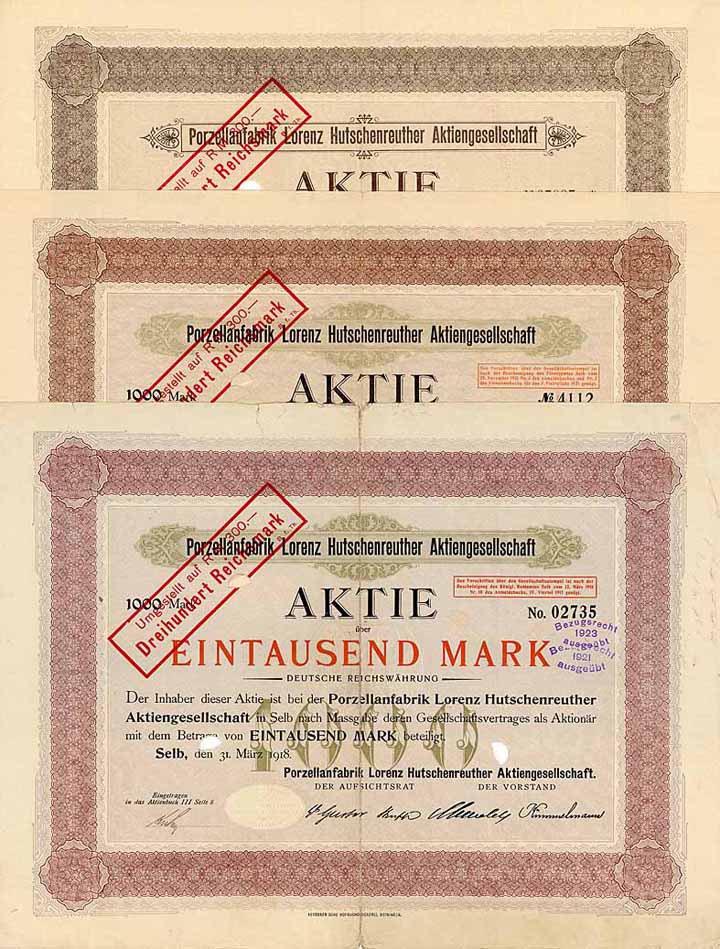 Porzellanfabrik Lorenz Hutschenreuther Aktiengesellschaft
AKTIE
Reichsmark
Porzellanfabrik Lorenz Hutschenreuther Aktiengesellschaft
1000 Mark
AKTIE
№ 4112
Reichsmark
Porzellanfabrik Lorenz Hutschenreuther Aktiengesellschaft
Umgestellt auf RM 300.—
Dreihundert Reichsmark
1000 Mark
AKTIE
No. 02735
über
EINTAUSEND MARK
Bezugsrecht
1923
ausgeübt
Bezugsrecht
1921
ausgeübt
DEUTSCHE REICHSWÄHRUNG
1000
Der Inhaber dieser Aktie ist bei der Porzellanfabrik Lorenz Hutschenreuther
Aktiengesellschaft in Selb nach Massgabe deren Gesellschaftsvertrages als Aktionär
mit dem Betrage von EINTAUSEND MARK beteiligt.
Selb, den 31. März 1918.
Porzellanfabrik Lorenz Hutschenreuther Aktiengesellschaft.
DER AUFSICHTSRAT DER VORSTAND
Eingetragen
in das Aktienbuch III Seite 8